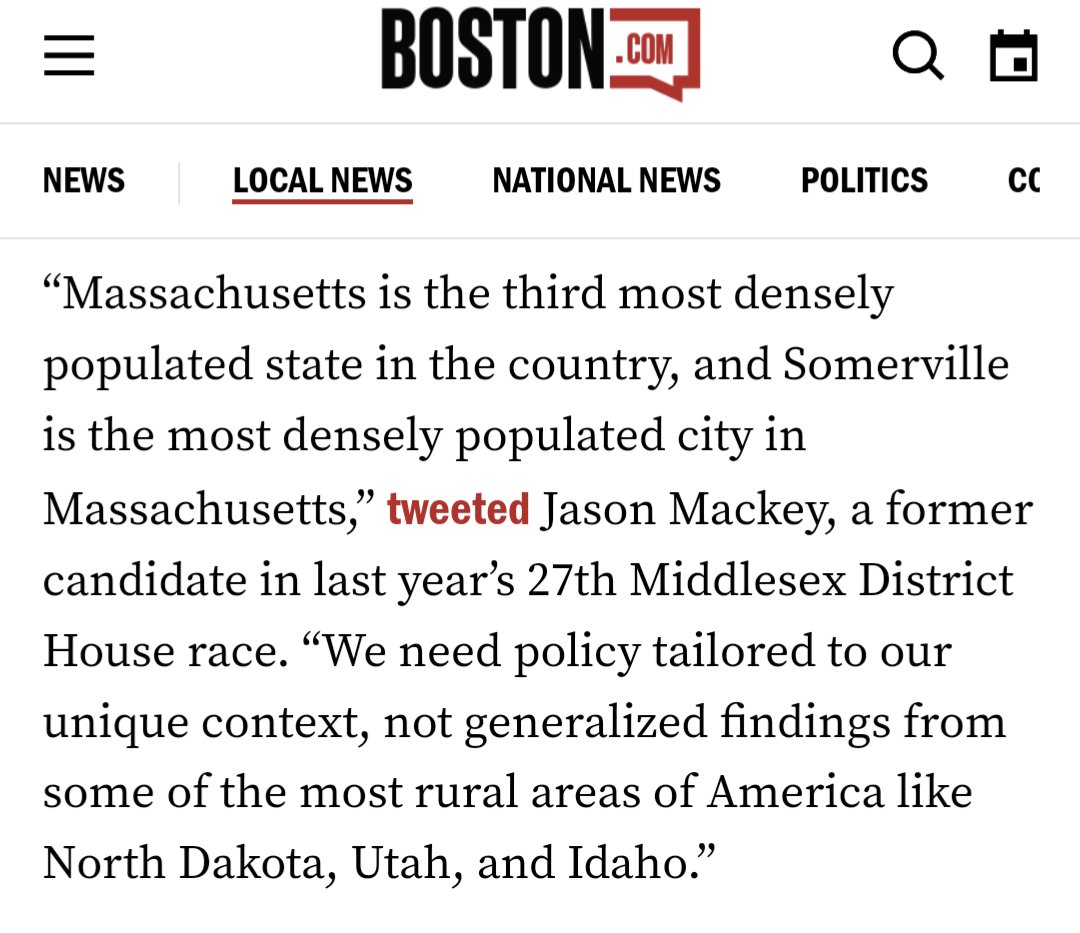 BOSTON.COM
NEWS LOCAL NEWS NATIONAL NEWS POLITICS
“Massachusetts is the third most densely
populated state in the country, and Somerville
is the most densely populated city in
Massachusetts,” tweeted Jason Mackey, a former
candidate in last year’s 27th Middlesex District
House race. “We need policy tailored to our
unique context, not generalized findings from
some of the most rural areas of America like
North Dakota, Utah, and Idaho.”